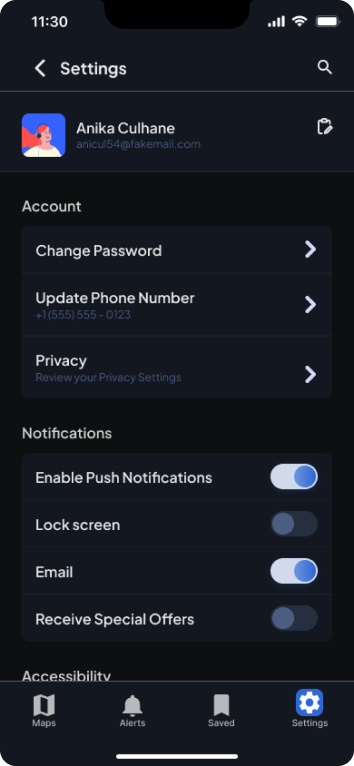 11:30
Settings
Anika Culhane
anicul54@fakemail.com
Account
Change Password
Update Phone Number
+1 (555) 555 - 0123
Privacy
Review your Privacy Settings
Notifications
Enable Push Notifications
Lock screen
Email
Receive Special Offers
Accessibility
Maps
Alerts
Saved
Settings